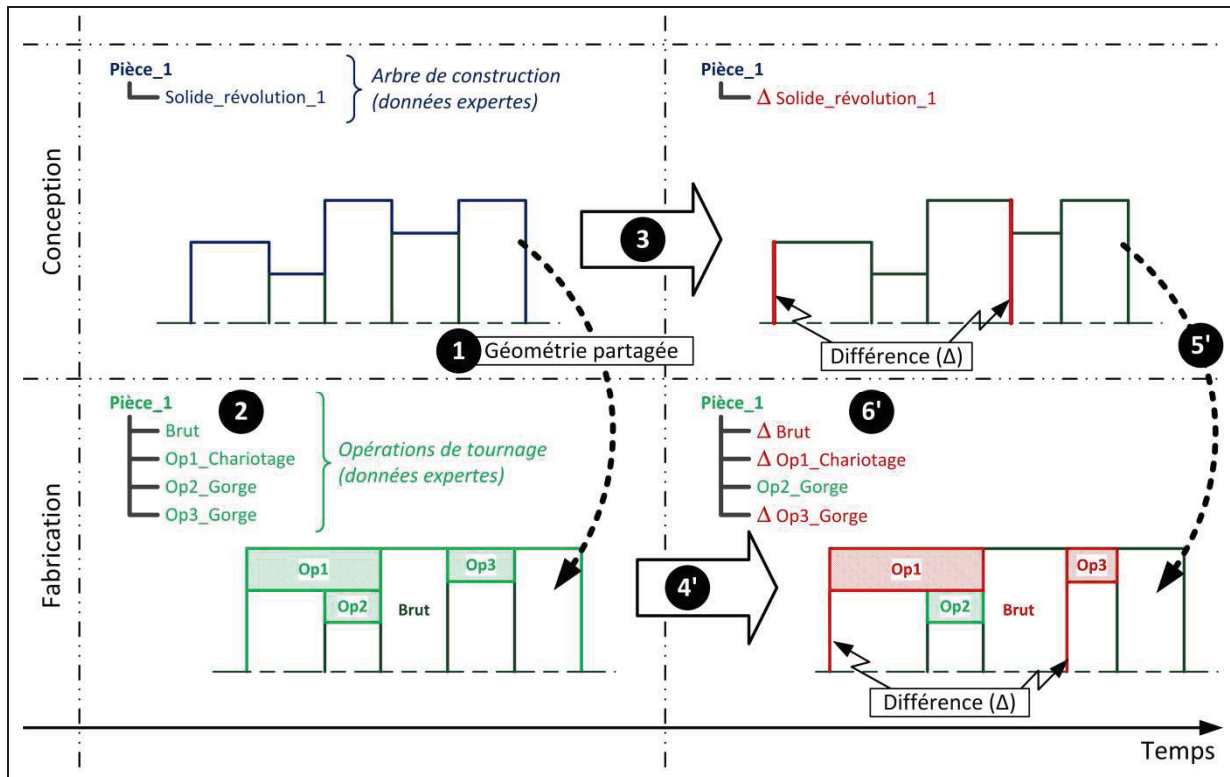 Pièce_1
Solide_révolution_1
Arbre de construction
(données expertes)
Pièce_1
Δ Solide_révolution_1
Conception
3
1 Géométrie partagée
Différence (Δ)
5'
Pièce_1
2
Brut
Op1_Chariotage
Op2_Gorge
Op3_Gorge
Opérations de tournage
(données expertes)
Pièce_1
6'
Δ Brut
Δ Op1_Chariotage
Op2_Gorge
Δ Op3_Gorge
Fabrication
Op1
Op3
Op2
Brut
4'
Op1
Op3
Op2
Brut
Différence (Δ)
Temps